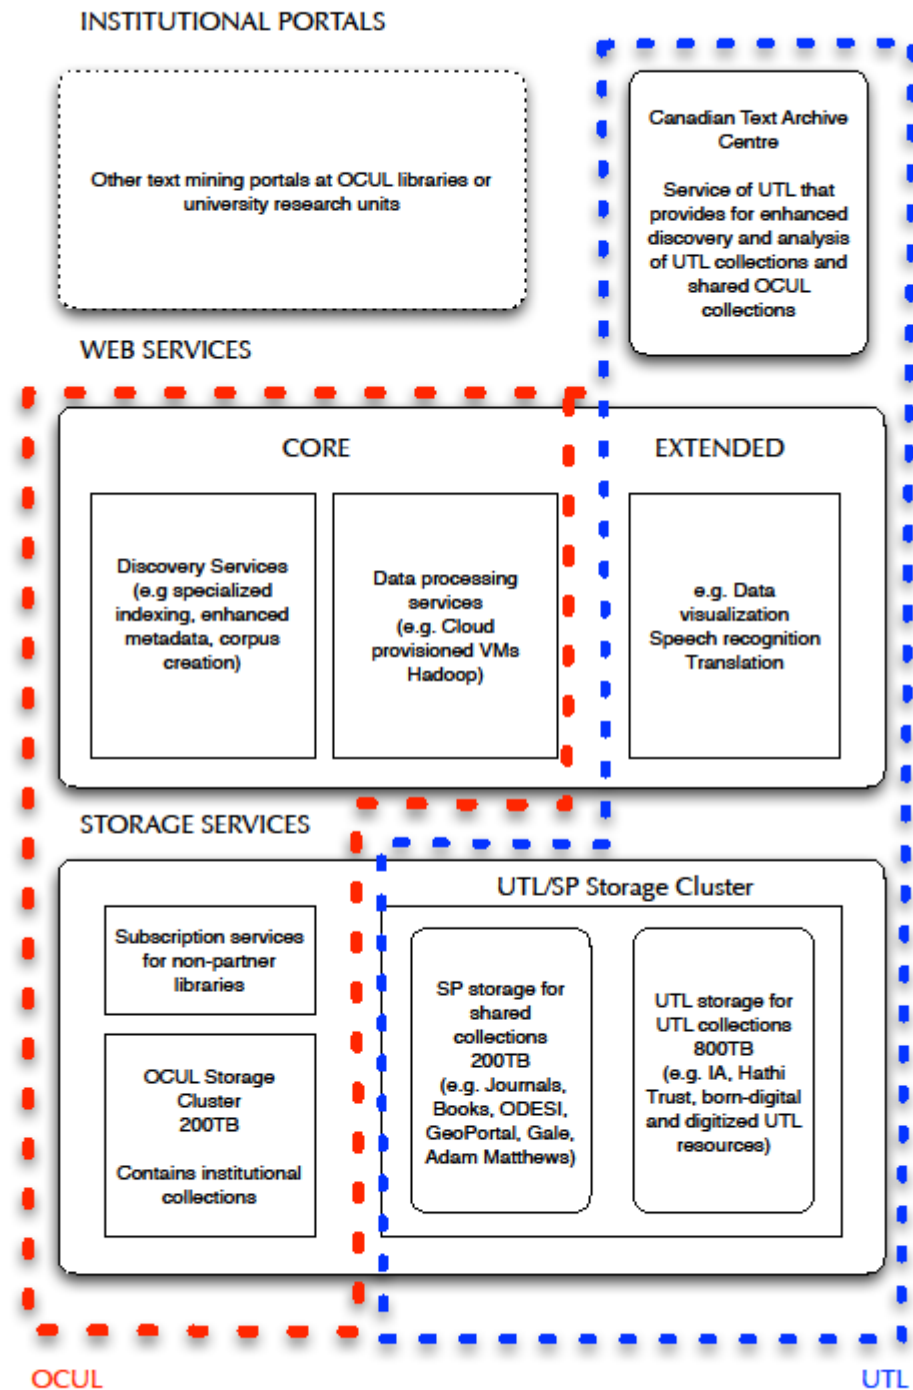 INSTITUTIONAL PORTALS
Other text mining portals at OCUL libraries or
university research units
Canadian Text Archive
Centre
Service of UTL that
provides for enhanced
discovery and analysis
of UTL collections and
shared OCUL
collections
WEB SERVICES
CORE
EXTENDED
Discovery Services
(e.g specialized
indexing, enhanced
metadata, corpus
creation)
Data processing
services
(e.g. Cloud
provisioned VMs
Hadoop)
e.g. Data
visualization
Speech recognition
Translation
STORAGE SERVICES
UTL/SP Storage Cluster
Subscription services
for non-partner
libraries
OCUL Storage
Cluster
200TB
Contains institutional
collections
SP storage for
shared
collections
200TB
(e.g. Journals,
Books, ODESI,
GeoPortal, Gale,
Adam Matthews)
UTL storage for
UTL collections
800TB
(e.g. IA, Hathi
Trust, born-digital
and digitized UTL
resources)
OCUL
UTL